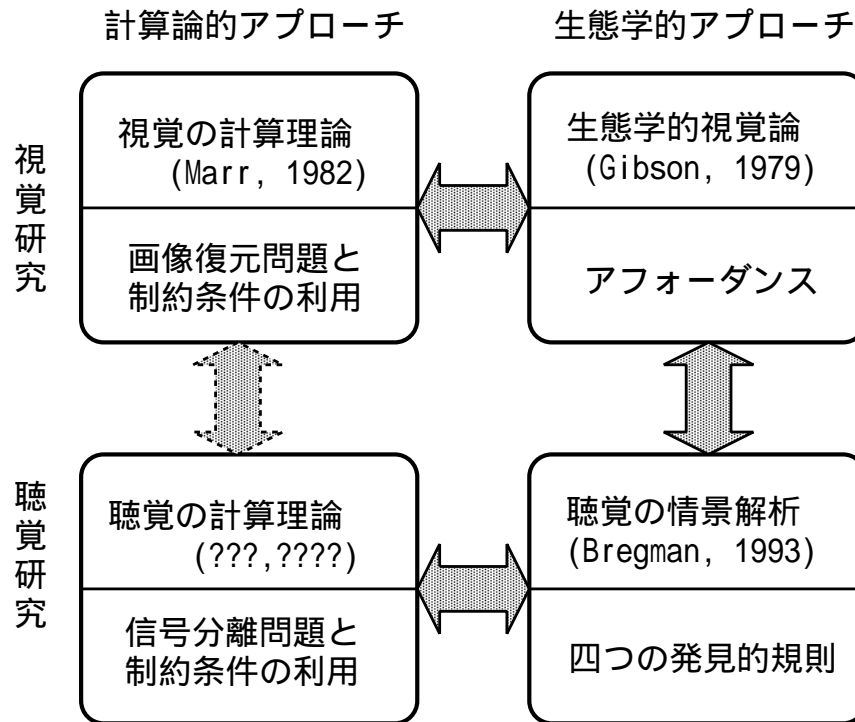 計算論的アプローチ
生態学的アプローチ
視覚研究
視覚の計算理論
(Marr, 1982)
画像復元問題と
制約条件の利用
生態学的視覚論
(Gibson, 1979)
アフォーダンス
聴覚研究
聴覚の計算理論
(???,????)
信号分離問題と
制約条件の利用
聴覚の情景解析
(Bregman, 1993)
四つの発見的規則